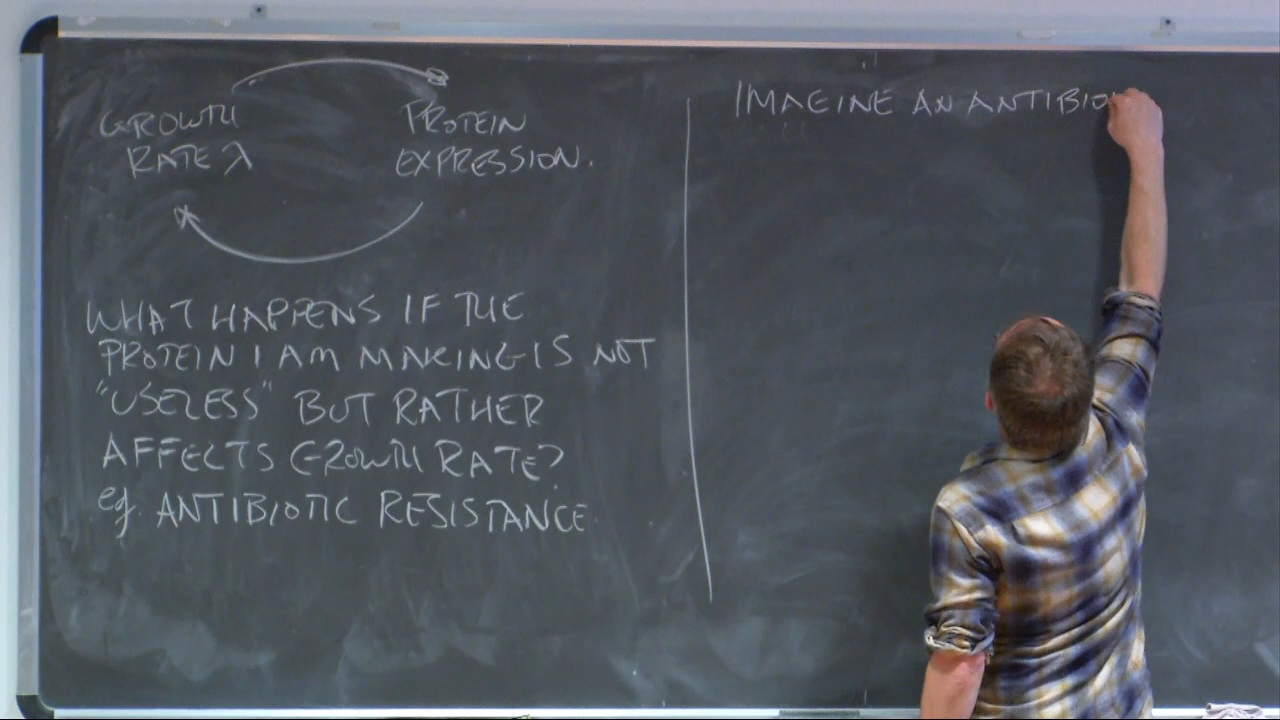 GROWTH
RATE λ
PROTEIN
EXPRESSION.
WHAT HAPPENS IF THE
PROTEIN I AM MAKING IS NOT
"USELESS" BUT RATHER
AFFECTS GROWTH RATE?
eg. ANTIBIOTIC RESISTANCE
IMAGINE AN ANTIBIO